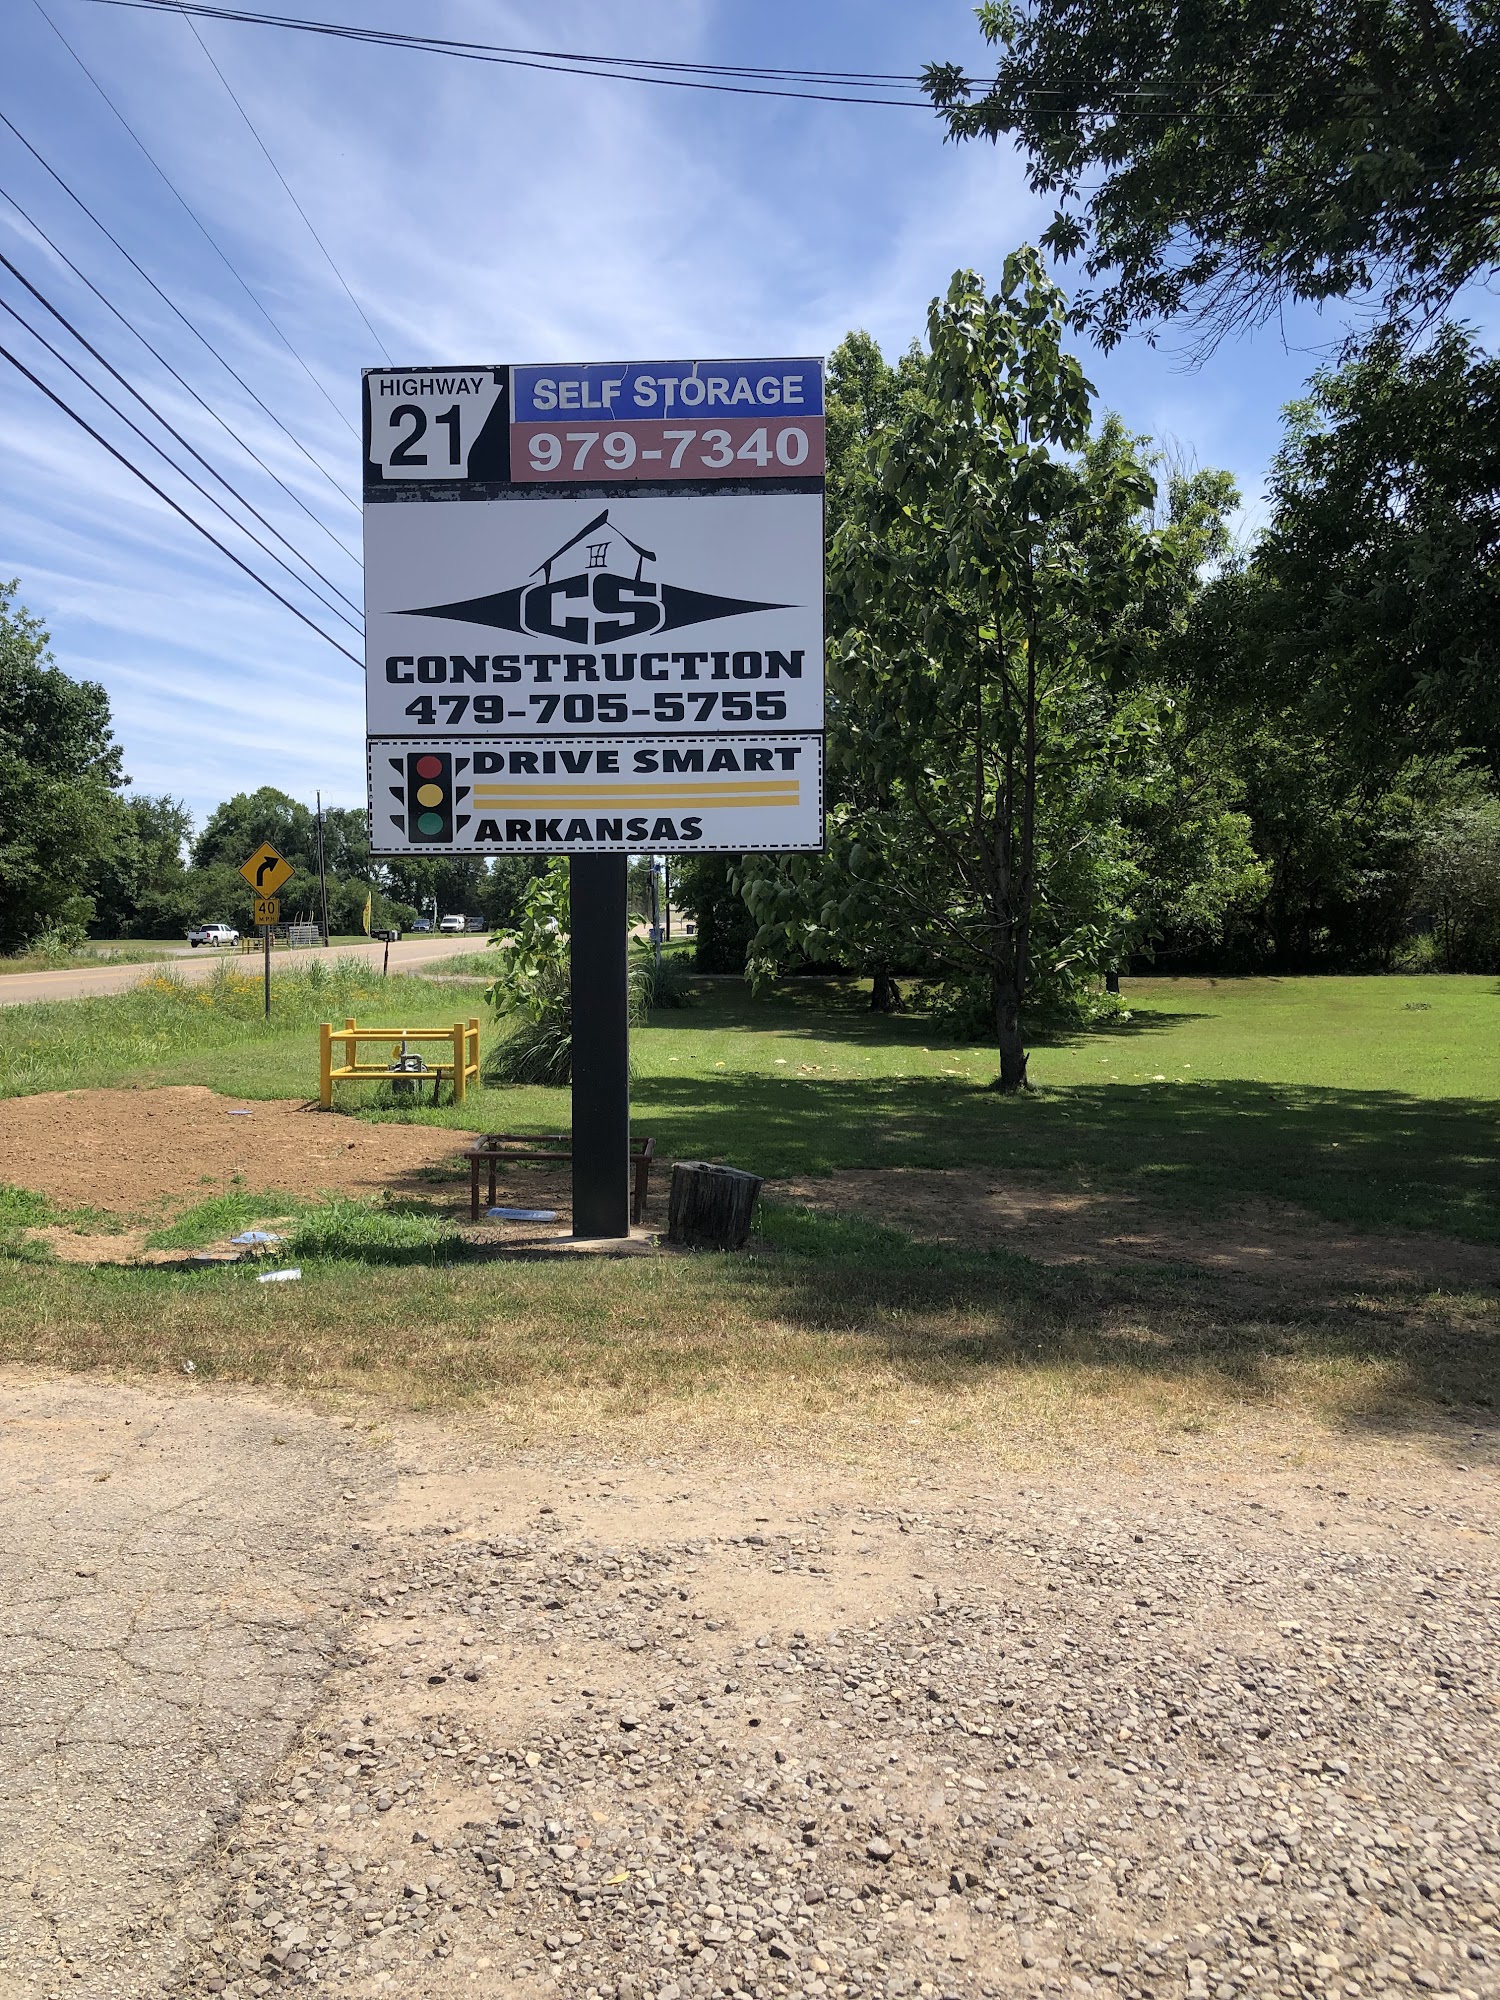 HIGHWAY
21
SELF STORAGE
979-7340
CS
CONSTRUCTION
479-705-5755
DRIVE SMART
ARKANSAS
40
M.P.H.